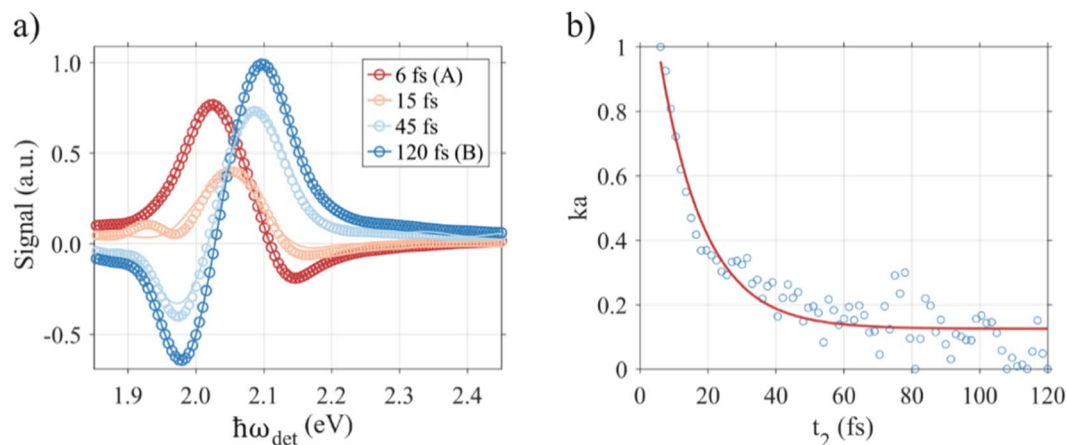 a)
Signal (a.u.)
1.0
0.5
0.0
-0.5
1.9 2.0 2.1 2.2 2.3 2.4
ħω_det (eV)
6 fs (A)
15 fs
45 fs
120 fs (B)
b)
ka
1
0.8
0.6
0.4
0.2
0
0 20 40 60 80 100 120
t_2 (fs)